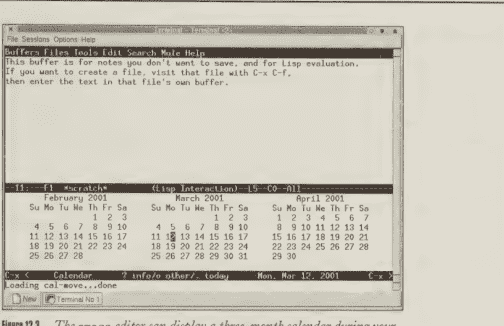 File Sessions Options Help
Buffers Files Tools Edit Search Mule Help
This buffer is for notes you don't want to save, and for Lisp evaluation.
If you want to create a file, visit that file with C-x C-f,
then enter the text in that file's own buffer.
--11:---F1 *scratch* (Lisp Interaction)--L5--C0--All
February 2001 March 2001 April 2001
Su Mo Tu We Th Fr Sa Su Mo Tu We Th Fr Sa Su Mo Tu We Th Fr Sa
1 2 3 1 2 3 1 2 3 4 5 6 7
4 5 6 7 8 9 10 4 5 6 7 8 9 10 8 9 10 11 12 13 14
11 12 13 14 15 16 17 11 12 13 14 15 16 17 15 16 17 18 19 20 21
18 19 20 21 22 23 24 18 19 20 21 22 23 24 22 23 24 25 26 27 28
25 26 27 28 25 26 27 28 29 30 31 29 30
C-x < Calendar ? info/o other/. today Mon, Mar 12, 2001 C-x >
Loading cal-move...done
New Terminal No 1
The emacs editor can display a three-month calendar during your